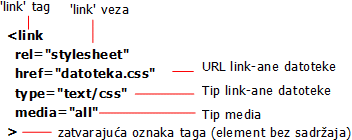 'link' tag 'link' veza
<link
rel="stylesheet"
href="datoteka.css" URL link-ane datoteke
type="text/css" Tip link-ane datoteke
media="all" Tip media
> zatvarajuća oznaka taga (element bez sadržaja)